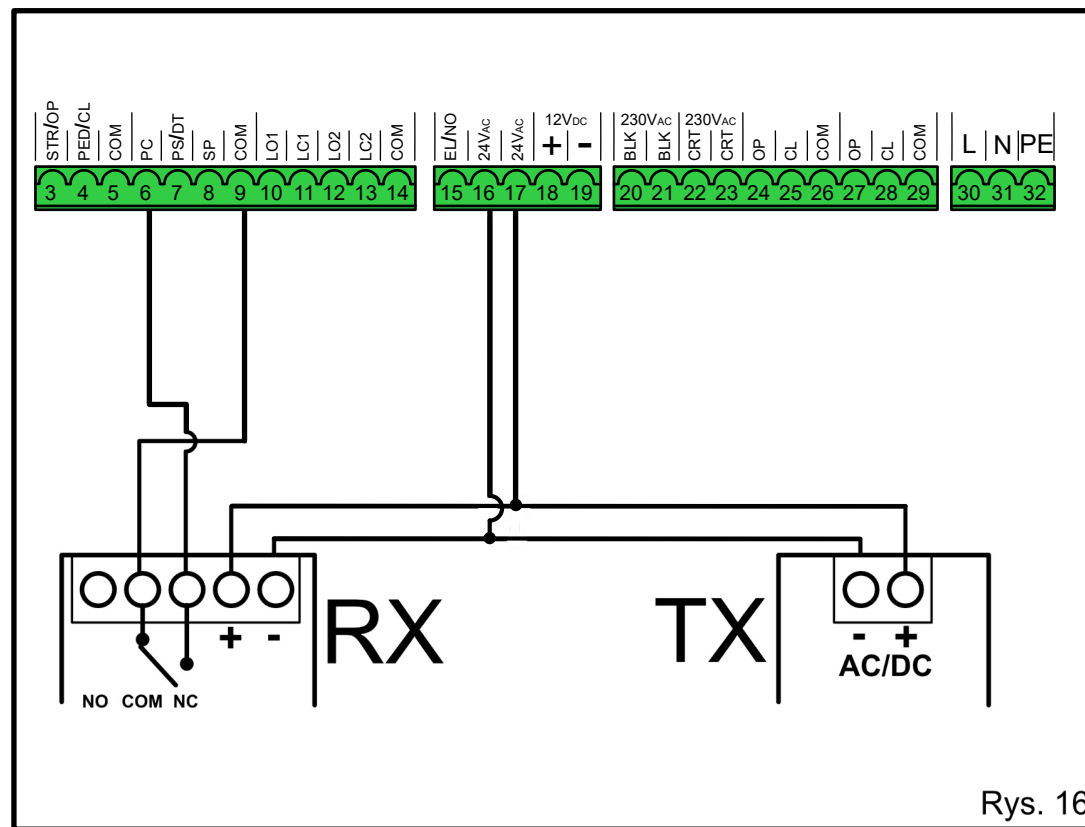 STR/OP PED/CL COM PC PS/DT SP COM LO1 LC1 LO2 LC2 COM EL/NO 24VAC 24VAC 12VDC + - 230VAC BLK BLK 230VAC CRT CRT OP CL COM OP CL COM L N PE
3 4 5 6 7 8 9 10 11 12 13 14 15 16 17 18 19 20 21 22 23 24 25 26 27 28 29 30 31 32
RX TX
+ - - +
AC/DC
NO COM NC
Rys. 16